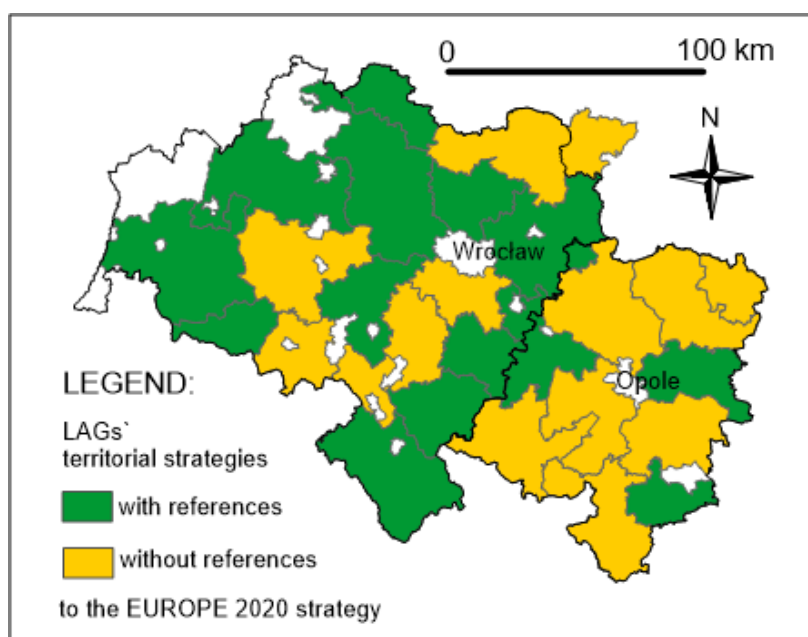 0 100 km
N
Wrocław
Opole
LEGEND:
LAGs`
territorial strategies
with references
without references
to the EUROPE 2020 strategy